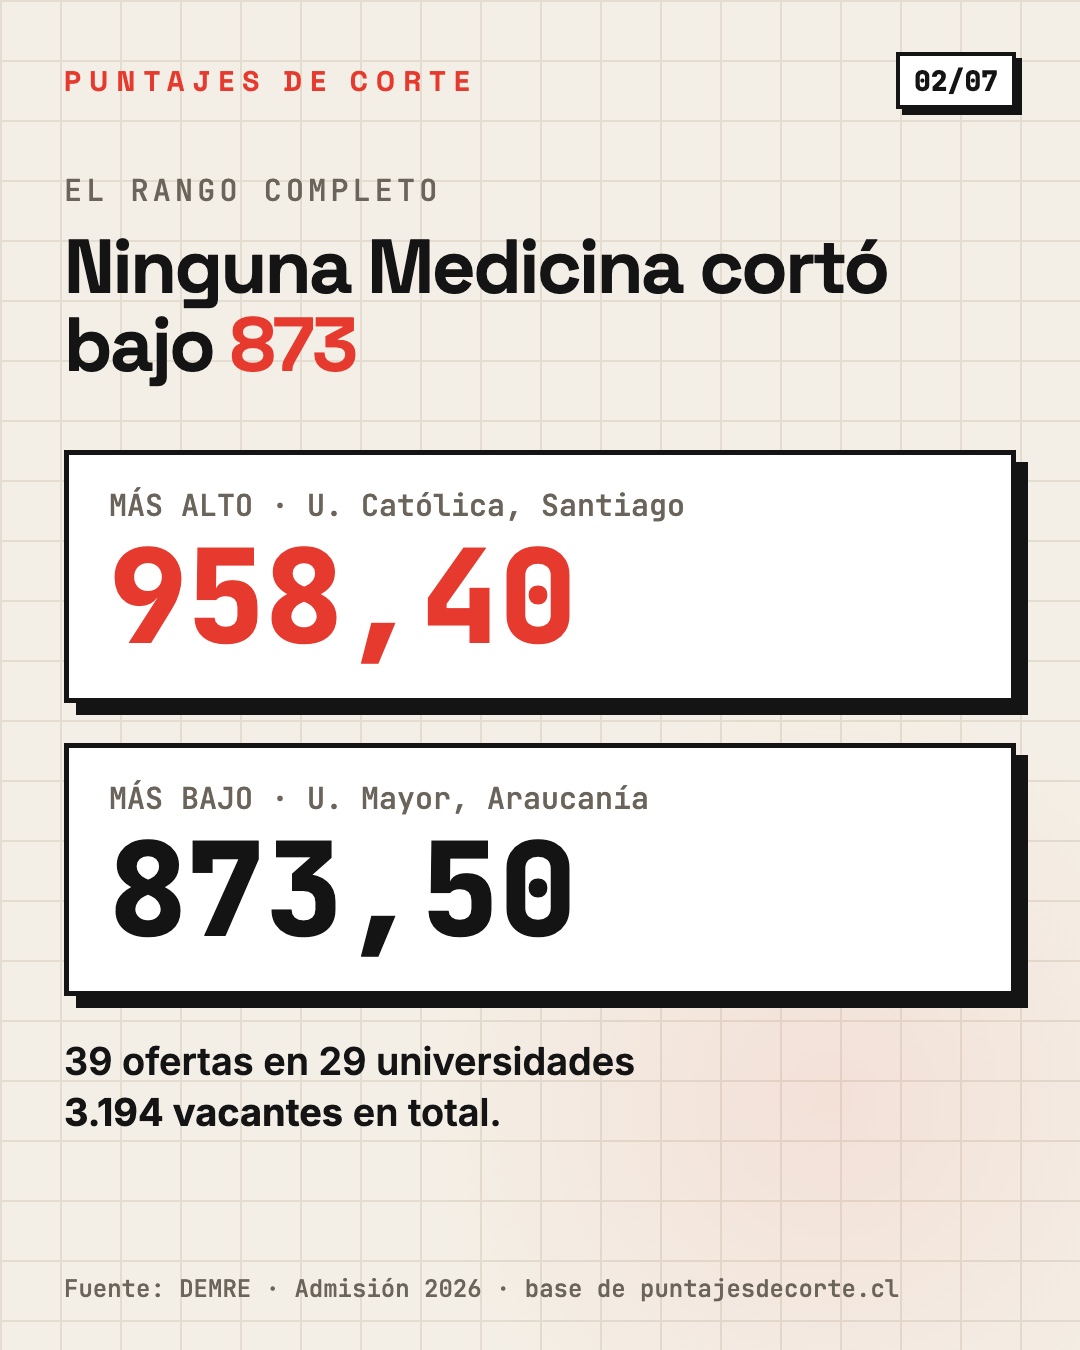 PUNTAJES DE CORTE
02/07
EL RANGO COMPLETO
Ninguna Medicina cortó
bajo 873
MÁS ALTO · U. Católica, Santiago
958,40
MÁS BAJO · U. Mayor, Araucanía
873,50
39 ofertas en 29 universidades
3.194 vacantes en total.
Fuente: DEMRE · Admisión 2026 · base de puntajesdecorte.cl